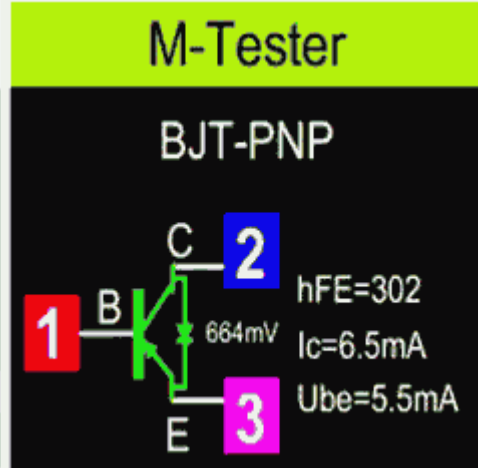 M-Tester
BJT-PNP
C
2
1
B
664mV
hFE=302
Ic=6.5mA
Ube=5.5mA
E
3